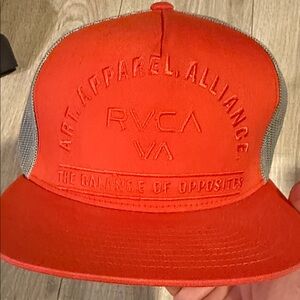 ART. APPAREL. ALLIANCE.
RVCA
VA
THE BALANCE OF OPPOSITES